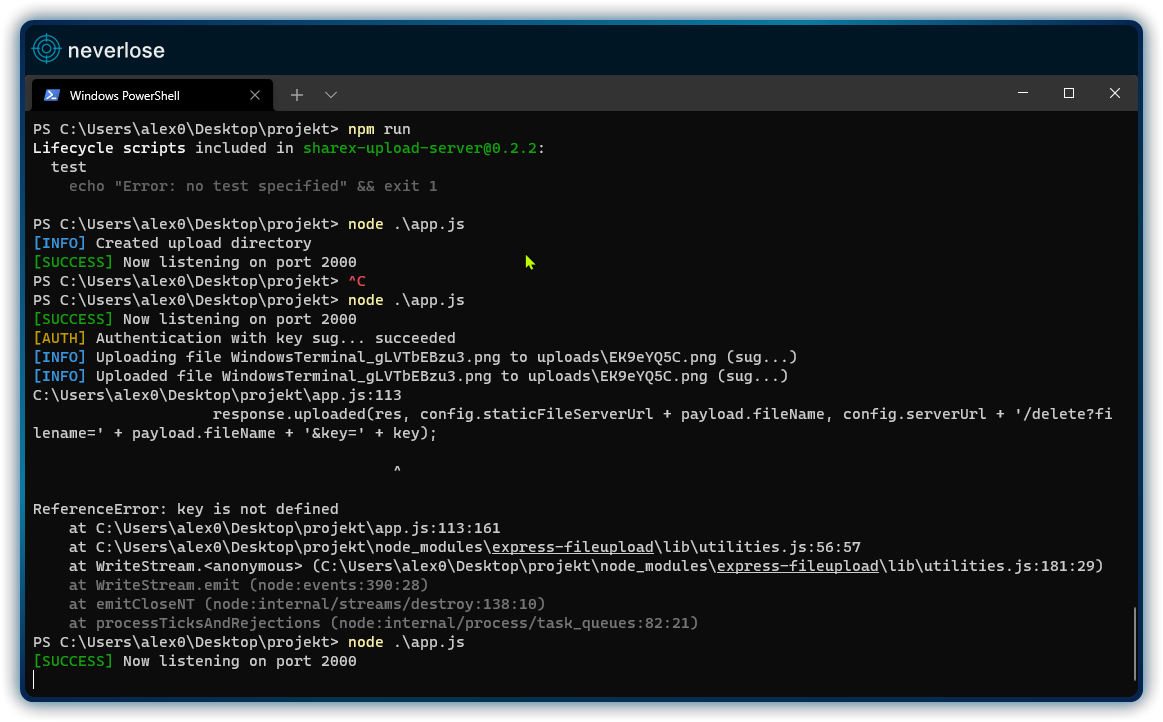 neverlose
Windows PowerShell
PS C:\Users\alex0\Desktop\projekt> npm run
Lifecycle scripts included in sharex-upload-server@0.2.2:
  test
    echo "Error: no test specified" && exit 1
PS C:\Users\alex0\Desktop\projekt> node .\app.js
[INFO] Created upload directory
[SUCCESS] Now listening on port 2000
PS C:\Users\alex0\Desktop\projekt> ^C
PS C:\Users\alex0\Desktop\projekt> node .\app.js
[SUCCESS] Now listening on port 2000
[AUTH] Authentication with key sug... succeeded
[INFO] Uploading file WindowsTerminal_gLVTbEBzu3.png to uploads\EK9eYQ5C.png (sug...)
[INFO] Uploaded file WindowsTerminal_gLVTbEBzu3.png to uploads\EK9eYQ5C.png (sug...)
C:\Users\alex0\Desktop\projekt\app.js:113
                    response.uploaded(res, config.staticFileServerUrl + payload.fileName, config.serverUrl + '/delete?fi
lename=' + payload.fileName + '&key=' + key);
                                        ^
ReferenceError: key is not defined
    at C:\Users\alex0\Desktop\projekt\app.js:113:161
    at C:\Users\alex0\Desktop\projekt\node_modules\express-fileupload\lib\utilities.js:56:57
    at WriteStream.<anonymous> (C:\Users\alex0\Desktop\projekt\node_modules\express-fileupload\lib\utilities.js:181:29)
    at WriteStream.emit (node:events:390:28)
    at emitCloseNT (node:internal/streams/destroy:138:10)
    at processTicksAndRejections (node:internal/process/task_queues:82:21)
PS C:\Users\alex0\Desktop\projekt> node .\app.js
[SUCCESS] Now listening on port 2000